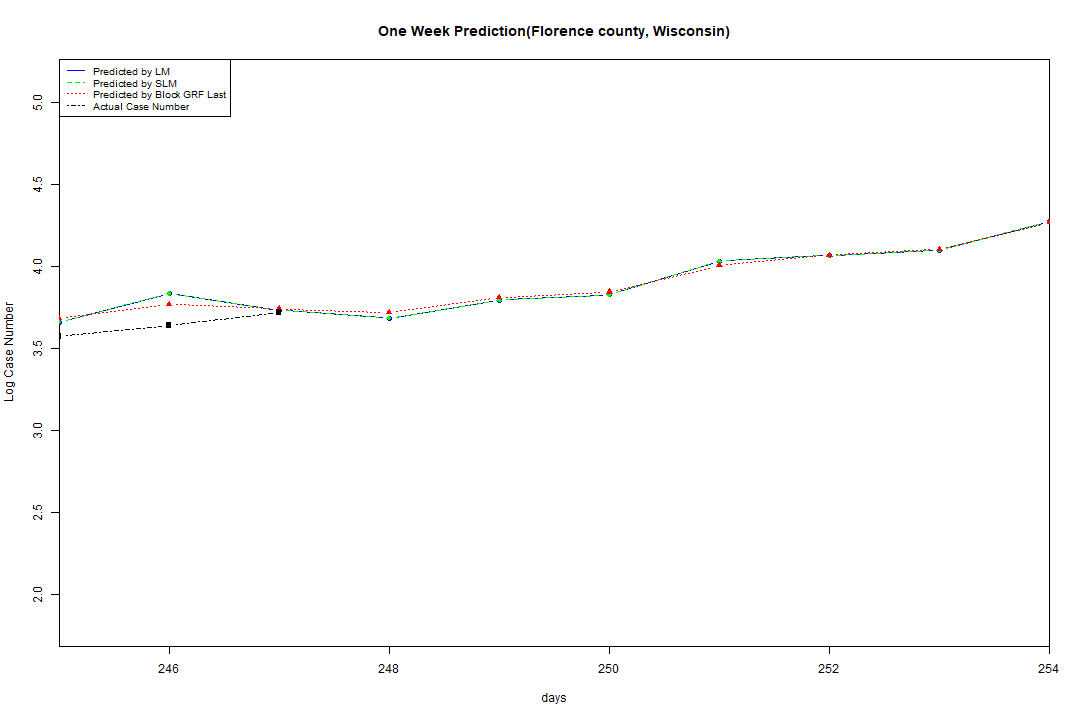 One Week Prediction(Florence county, Wisconsin)
Predicted by LM
Predicted by SLM
Predicted by Block GRF Last
Actual Case Number
5.0
4.5
4.0
3.5
3.0
2.5
2.0
Log Case Number
246 248 250 252 254
days